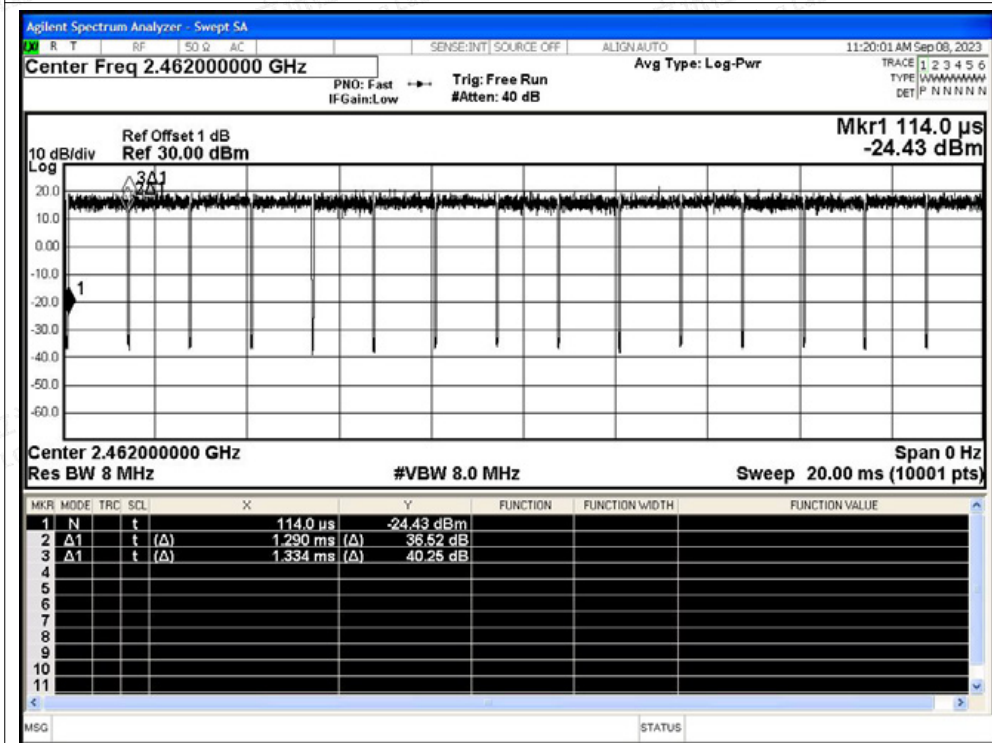 Agilent Spectrum Analyzer - Swept SA
R T RF 50 Ω AC SENSE:INT SOURCE OFF ALIGN AUTO 11:20:01 AM Sep 08, 2023
Center Freq 2.462000000 GHz Avg Type: Log-Pwr TRACE 1 2 3 4 5 6
PNO: Fast Trig: Free Run TYPE WWWWWW
IFGain:Low #Atten: 40 dB DET P N N N N N
Mkr1 114.0 µs
Ref Offset 1 dB
10 dB/div Ref 30.00 dBm -24.43 dBm
Log
3Δ1
20.0
10.0
0.00
-10.0
1
-20.0
-30.0
-40.0
-50.0
-60.0
Center 2.462000000 GHz Span 0 Hz
Res BW 8 MHz #VBW 8.0 MHz Sweep 20.00 ms (10001 pts)
MKR MODE TRC SCL X Y FUNCTION FUNCTION WIDTH FUNCTION VALUE
1 N t 114.0 µs -24.43 dBm
2 Δ1 t (Δ) 1.290 ms (Δ) 36.52 dB
3 Δ1 t (Δ) 1.334 ms (Δ) 40.25 dB
4
5
6
7
8
9
10
11
MSG STATUS